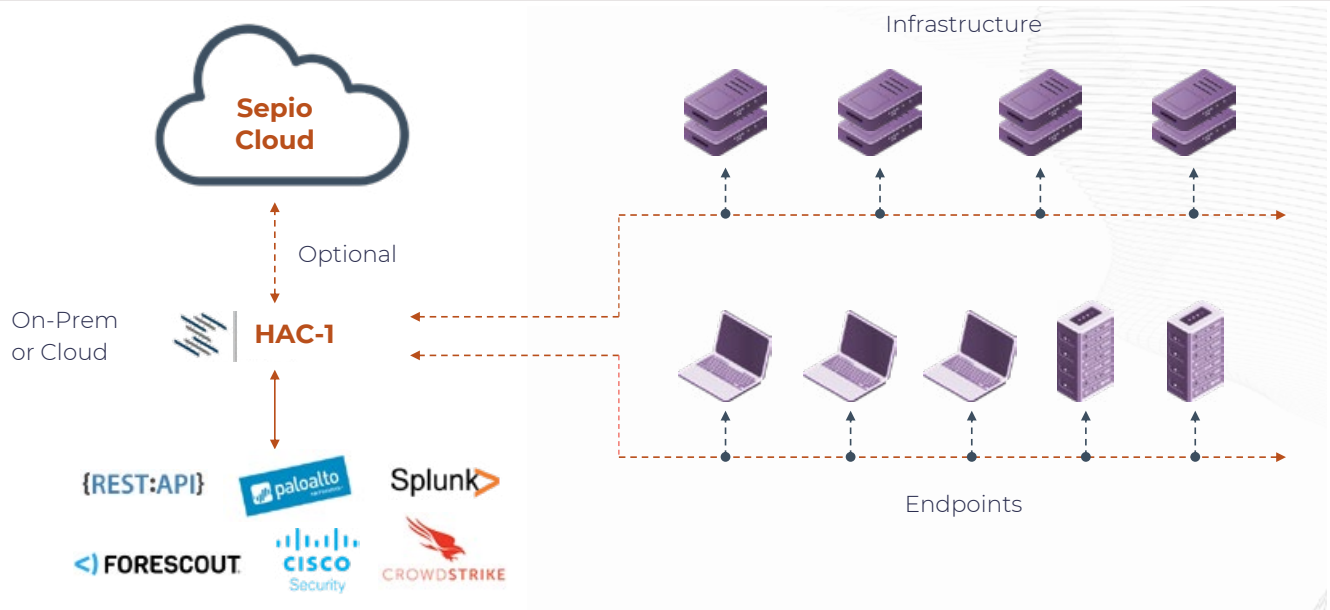 Infrastructure
Sepio
Cloud
Optional
On-Prem
or Cloud
HAC-1
{REST:API}
paloalto
Splunk>
Endpoints
<) FORESCOUT.
CISCO
Security
CROWDSTRIKE